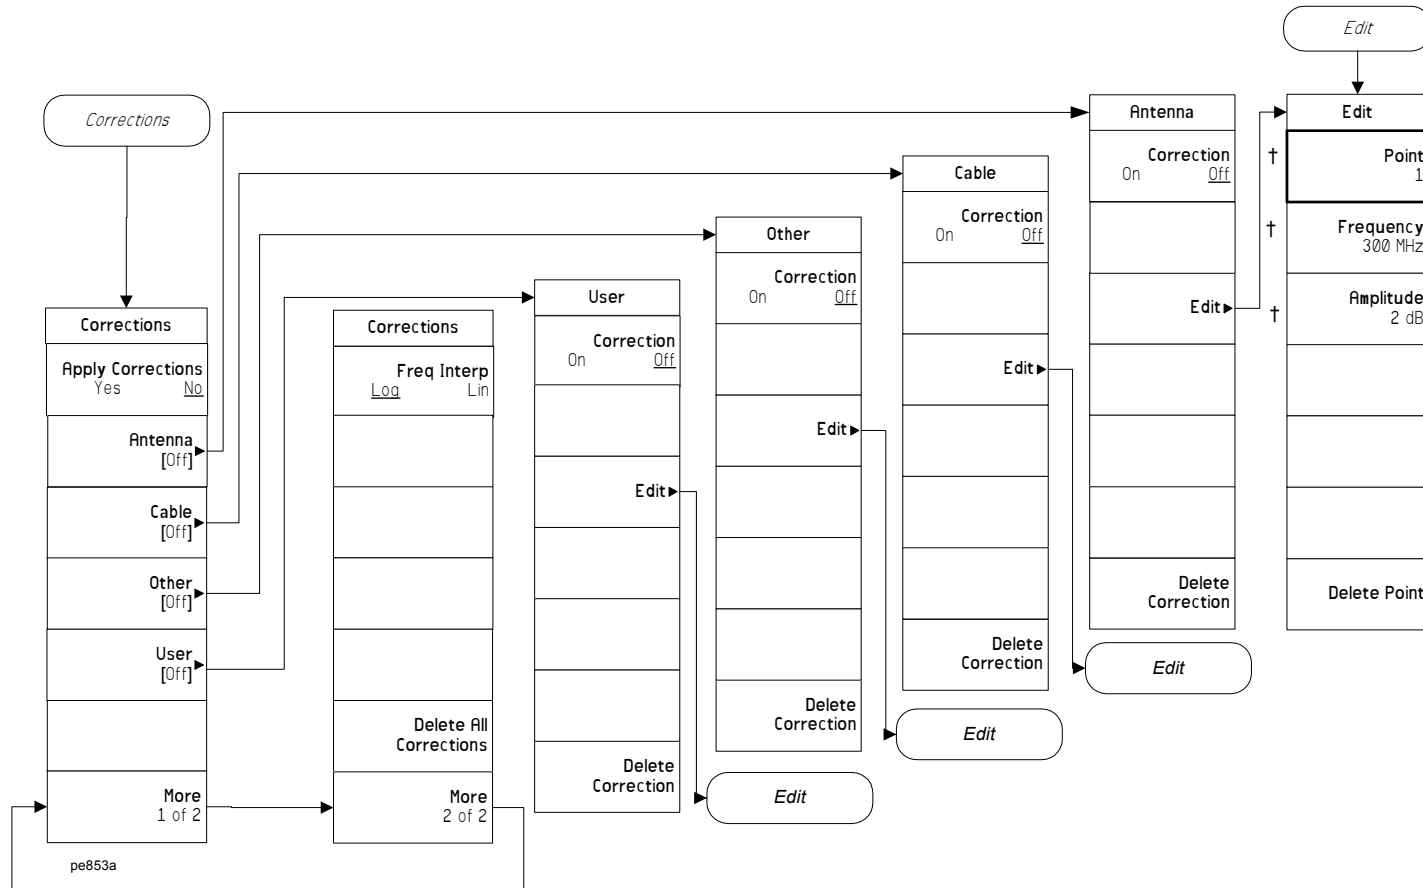 Corrections
Corrections
Apply Corrections
Yes No
Antenna
[Off]
Cable
[Off]
Other
[Off]
User
[Off]
More
1 of 2
pe853a
Corrections
Freq Interp
Log Lin
Delete All
Corrections
More
2 of 2
User
Correction
On Off
Edit
Delete
Correction
Edit
Other
Correction
On Off
Edit
Delete
Correction
Edit
Cable
Correction
On Off
Edit
Delete
Correction
Edit
Antenna
Correction
On Off
Edit
Delete
Correction
Edit
Edit
† Point
1
† Frequency
300 MHz
† Amplitude
2 dB
Delete Point